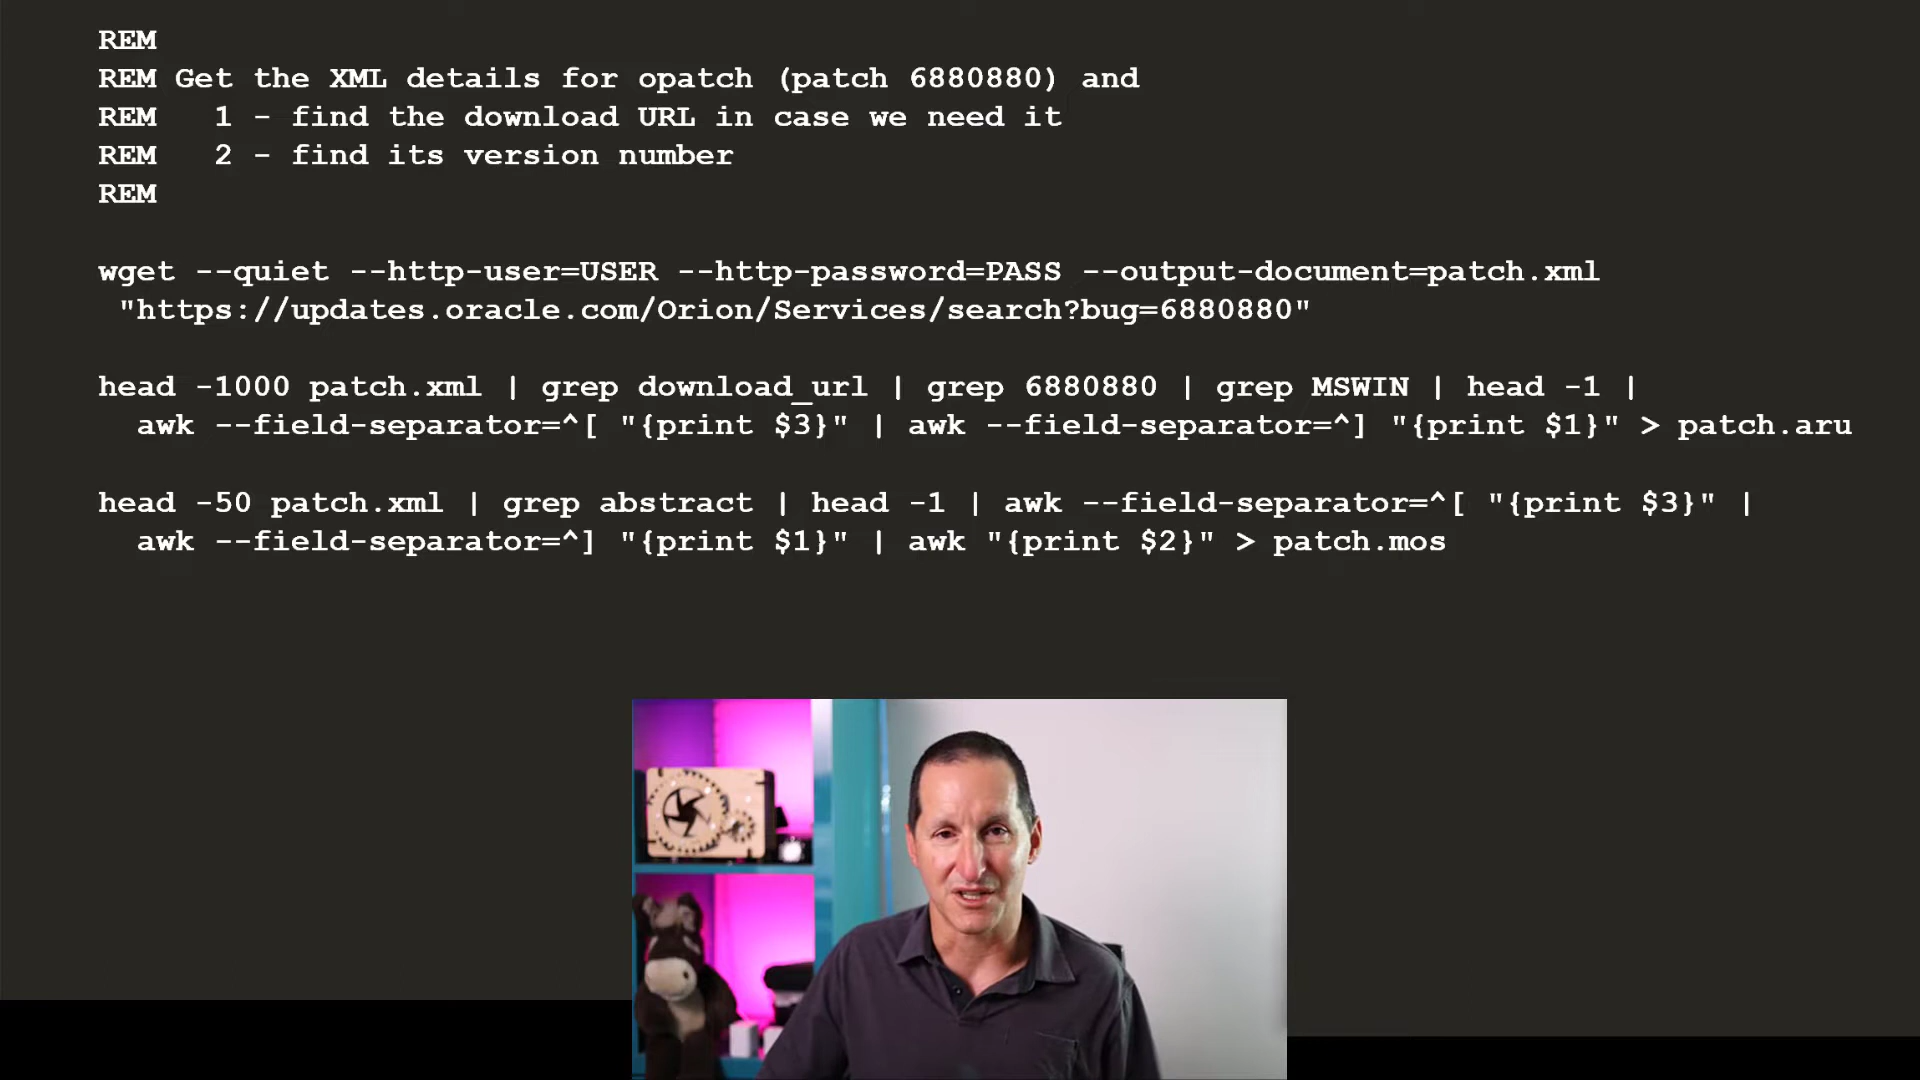 REM
REM Get the XML details for opatch (patch 6880880) and
REM   1 - find the download URL in case we need it
REM   2 - find its version number
REM
wget --quiet --http-user=USER --http-password=PASS --output-document=patch.xml
"https://updates.oracle.com/Orion/Services/search?bug=6880880"
head -1000 patch.xml | grep download_url | grep 6880880 | grep MSWIN | head -1 |
awk --field-separator=^[ "{print $3}" | awk --field-separator=^] "{print $1}" > patch.aru
head -50 patch.xml | grep abstract | head -1 | awk --field-separator=^[ "{print $3}" |
awk --field-separator=^] "{print $1}" | awk "{print $2}" > patch.mos